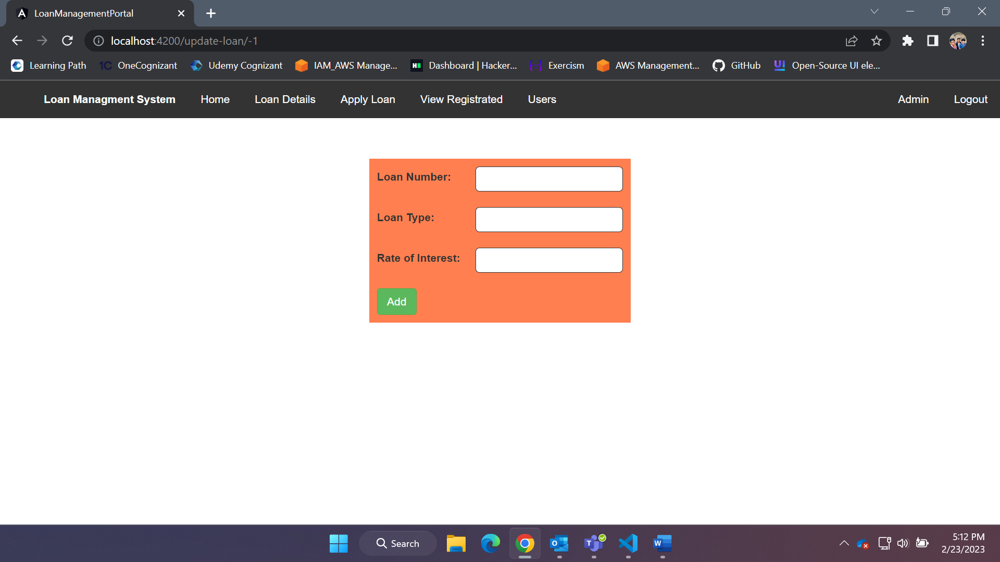 LoanManagementPortal
localhost:4200/update-loan/-1
Learning Path 1C OneCognizant Udemy Cognizant IAM_AWS Manage... H Dashboard | Hacker... {··} Exercism AWS Management... GitHub UI Open-Source UI ele...
Loan Managment System Home Loan Details Apply Loan View Registrated Users Admin Logout
Loan Number:
Loan Type:
Rate of Interest:
Add
Search
5:12 PM
2/23/2023